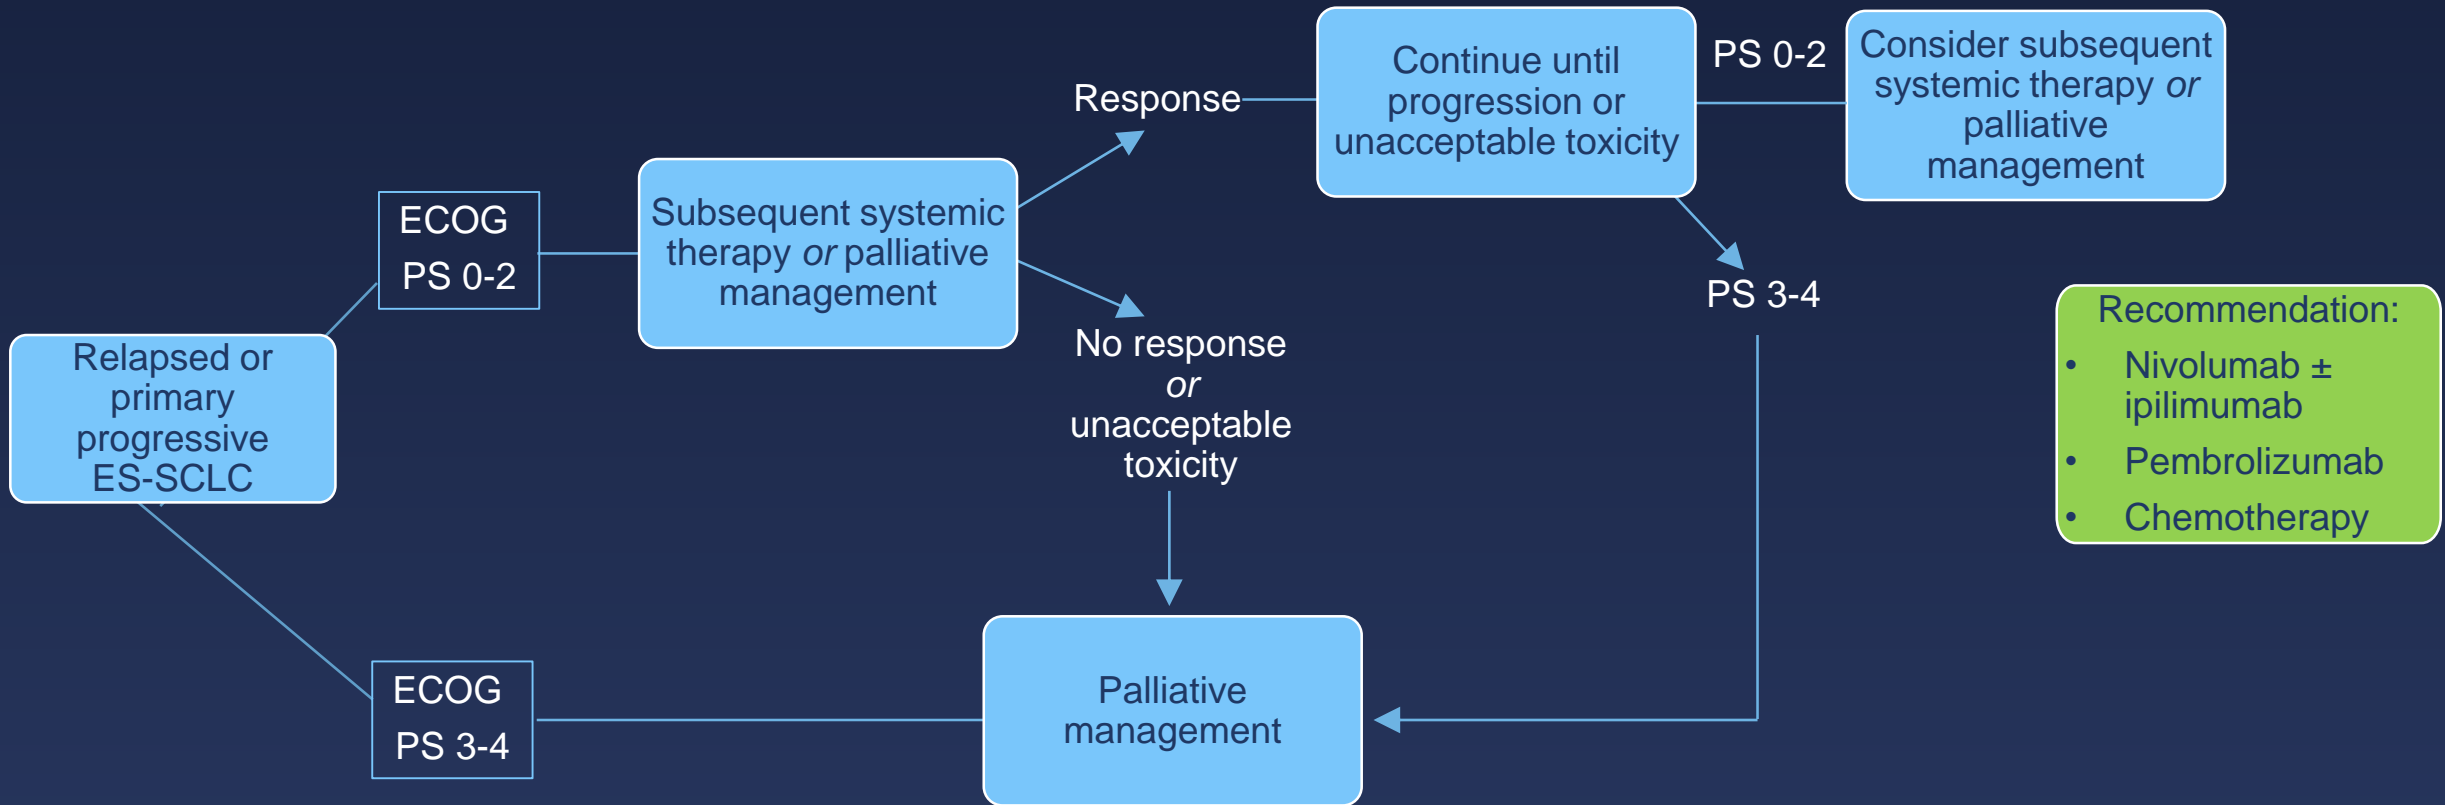 Relapsed or
primary
progressive
ES-SCLC
ECOG
PS 0-2
Subsequent systemic
therapy or palliative
management
Response
Continue until
progression or
unacceptable toxicity
PS 0-2
Consider subsequent
systemic therapy or
palliative
management
PS 3-4
No response
or
unacceptable
toxicity
ECOG
PS 3-4
Palliative
management
Recommendation:
• Nivolumab ±
ipilimumab
• Pembrolizumab
• Chemotherapy